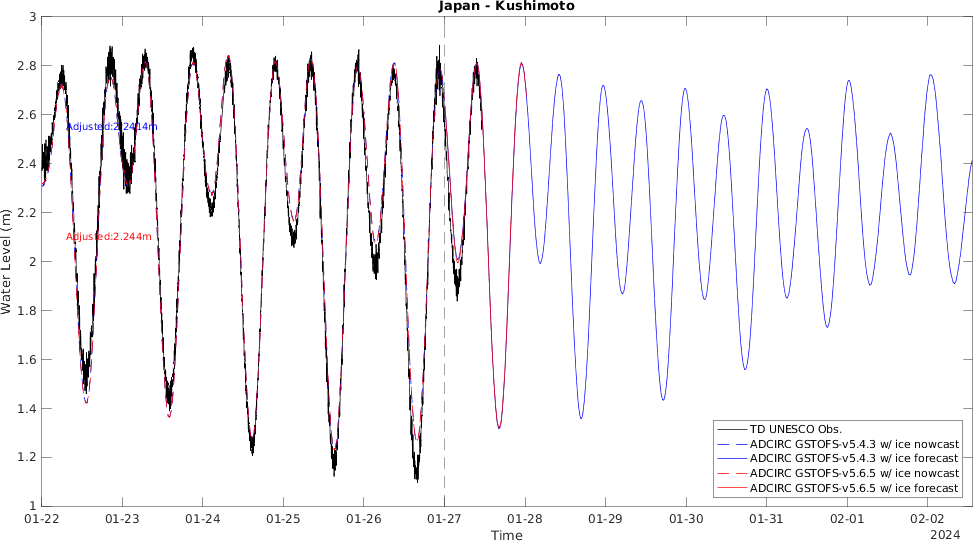 Japan - Kushimoto
3
2.8
2.6
2.4
2.2
2
1.8
1.6
1.4
1.2
1
Water Level (m)
Adjusted:2.2414m
Adjusted:2.244m
TD UNESCO Obs.
ADCIRC GSTOFS-v5.4.3 w/ ice nowcast
ADCIRC GSTOFS-v5.4.3 w/ ice forecast
ADCIRC GSTOFS-v5.6.5 w/ ice nowcast
ADCIRC GSTOFS-v5.6.5 w/ ice forecast
01-22 01-23 01-24 01-25 01-26 01-27 01-28 01-29 01-30 01-31 02-01 02-02
Time
2024